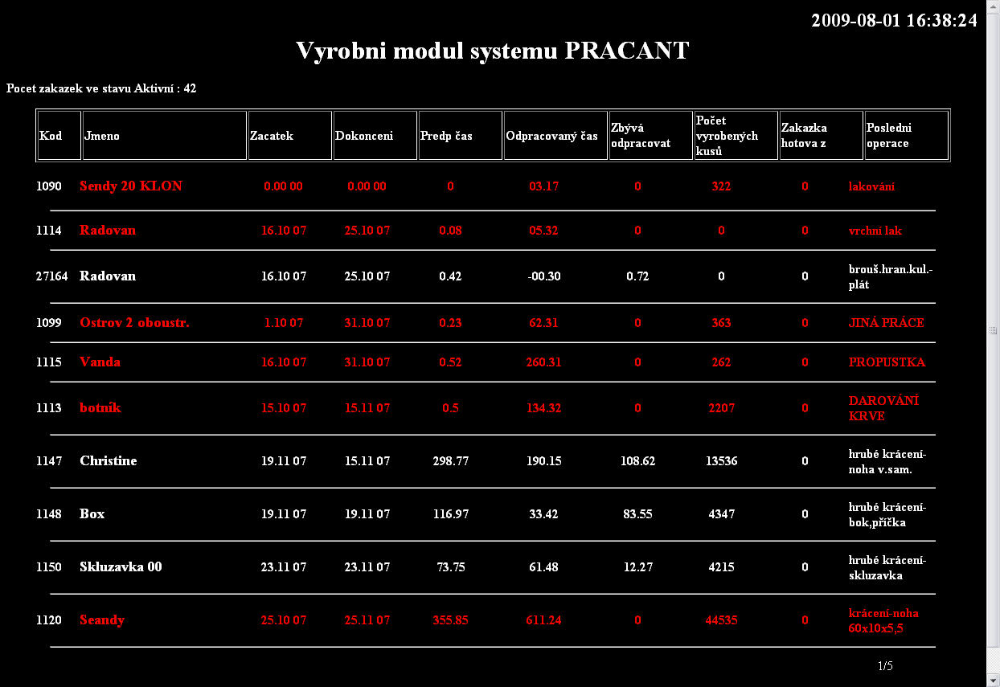 2009-08-01 16:38:24
Vyrobni modul systemu PRACANT
Pocet zakazek ve stavu Aktivní : 42
Kod Jmeno Zacatek Dokonceni Predp čas Odpracovaný čas Zbývá odpracovat Počet vyrobených kusů Zakazka hotova z Posledni operace
1090 Sendy 20 KLON 0.00 00 0.00 00 0 03.17 0 322 0 lakování
1114 Radovan 16.10 07 25.10 07 0.08 05.32 0 0 0 vrchní lak
27164 Radovan 16.10 07 25.10 07 0.42 -00.30 0.72 0 0 brouš.hran.kul.-plát
1099 Ostrov 2 oboustr. 1.10 07 31.10 07 0.23 62.31 0 363 0 JINÁ PRÁCE
1115 Vanda 16.10 07 31.10 07 0.52 260.31 0 262 0 PROPUSTKA
1113 botník 15.10 07 15.11 07 0.5 134.32 0 2207 0 DAROVÁNÍ KRVE
1147 Christine 19.11 07 15.11 07 298.77 190.15 108.62 13536 0 hrubé krácení-noha v.sam.
1148 Box 19.11 07 19.11 07 116.97 33.42 83.55 4347 0 hrubé krácení-bok,příčka
1150 Skluzavka 00 23.11 07 23.11 07 73.75 61.48 12.27 4215 0 hrubé krácení-skluzavka
1120 Seandy 25.10 07 25.11 07 355.85 611.24 0 44535 0 krácení-noha 60x10x5,5
1/5